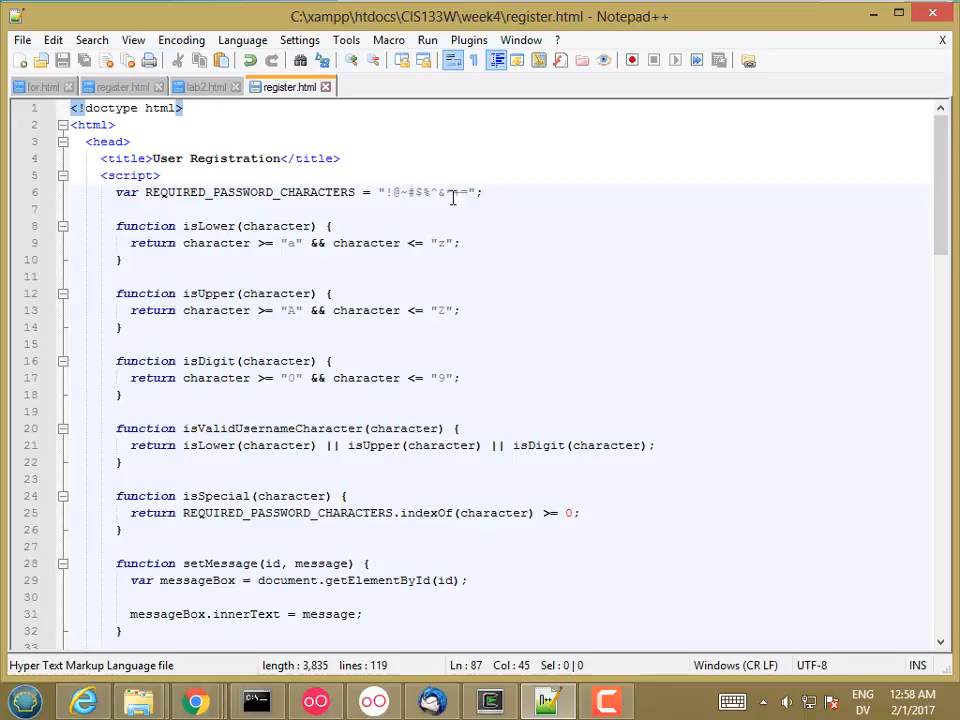 C:\xampp\htdocs\CIS133W\week4\register.html - Notepad++
File Edit Search View Encoding Language Settings Tools Macro Run Plugins Window ? X
for.html register.html lab2.html register.html
1 <!doctype html>
2 <html>
3 <head>
4 <title>User Registration</title>
5 <script>
6 var REQUIRED_PASSWORD_CHARACTERS =
7
8 function isLower(character) {
9 return character >= "a" && character <= "z";
10 }
11
12 function isUpper(character) {
13 return character >= "A" && character <= "Z";
14 }
15
16 function isDigit(character) {
17 return character >= "0" && character <= "9";
18 }
19
20 function isValidUsernameCharacter(character) {
21 return isLower(character) || isUpper(character) || isDigit(character);
22 }
23
24 function isSpecial(character) {
25 return REQUIRED_PASSWORD_CHARACTERS.indexOf(character) >= 0;
26 }
27
28 function setMessage(id, message) {
29 var messageBox = document.getElementById(id);
30
31 messageBox.innerText = message;
32 }
33
Hyper Text Markup Language file length : 3,835 lines : 119 Ln : 87 Col : 45 Sel : 0 | 0 Windows (CR LF) UTF-8 INS
ENG 12:58 AM
DV 2/1/2017